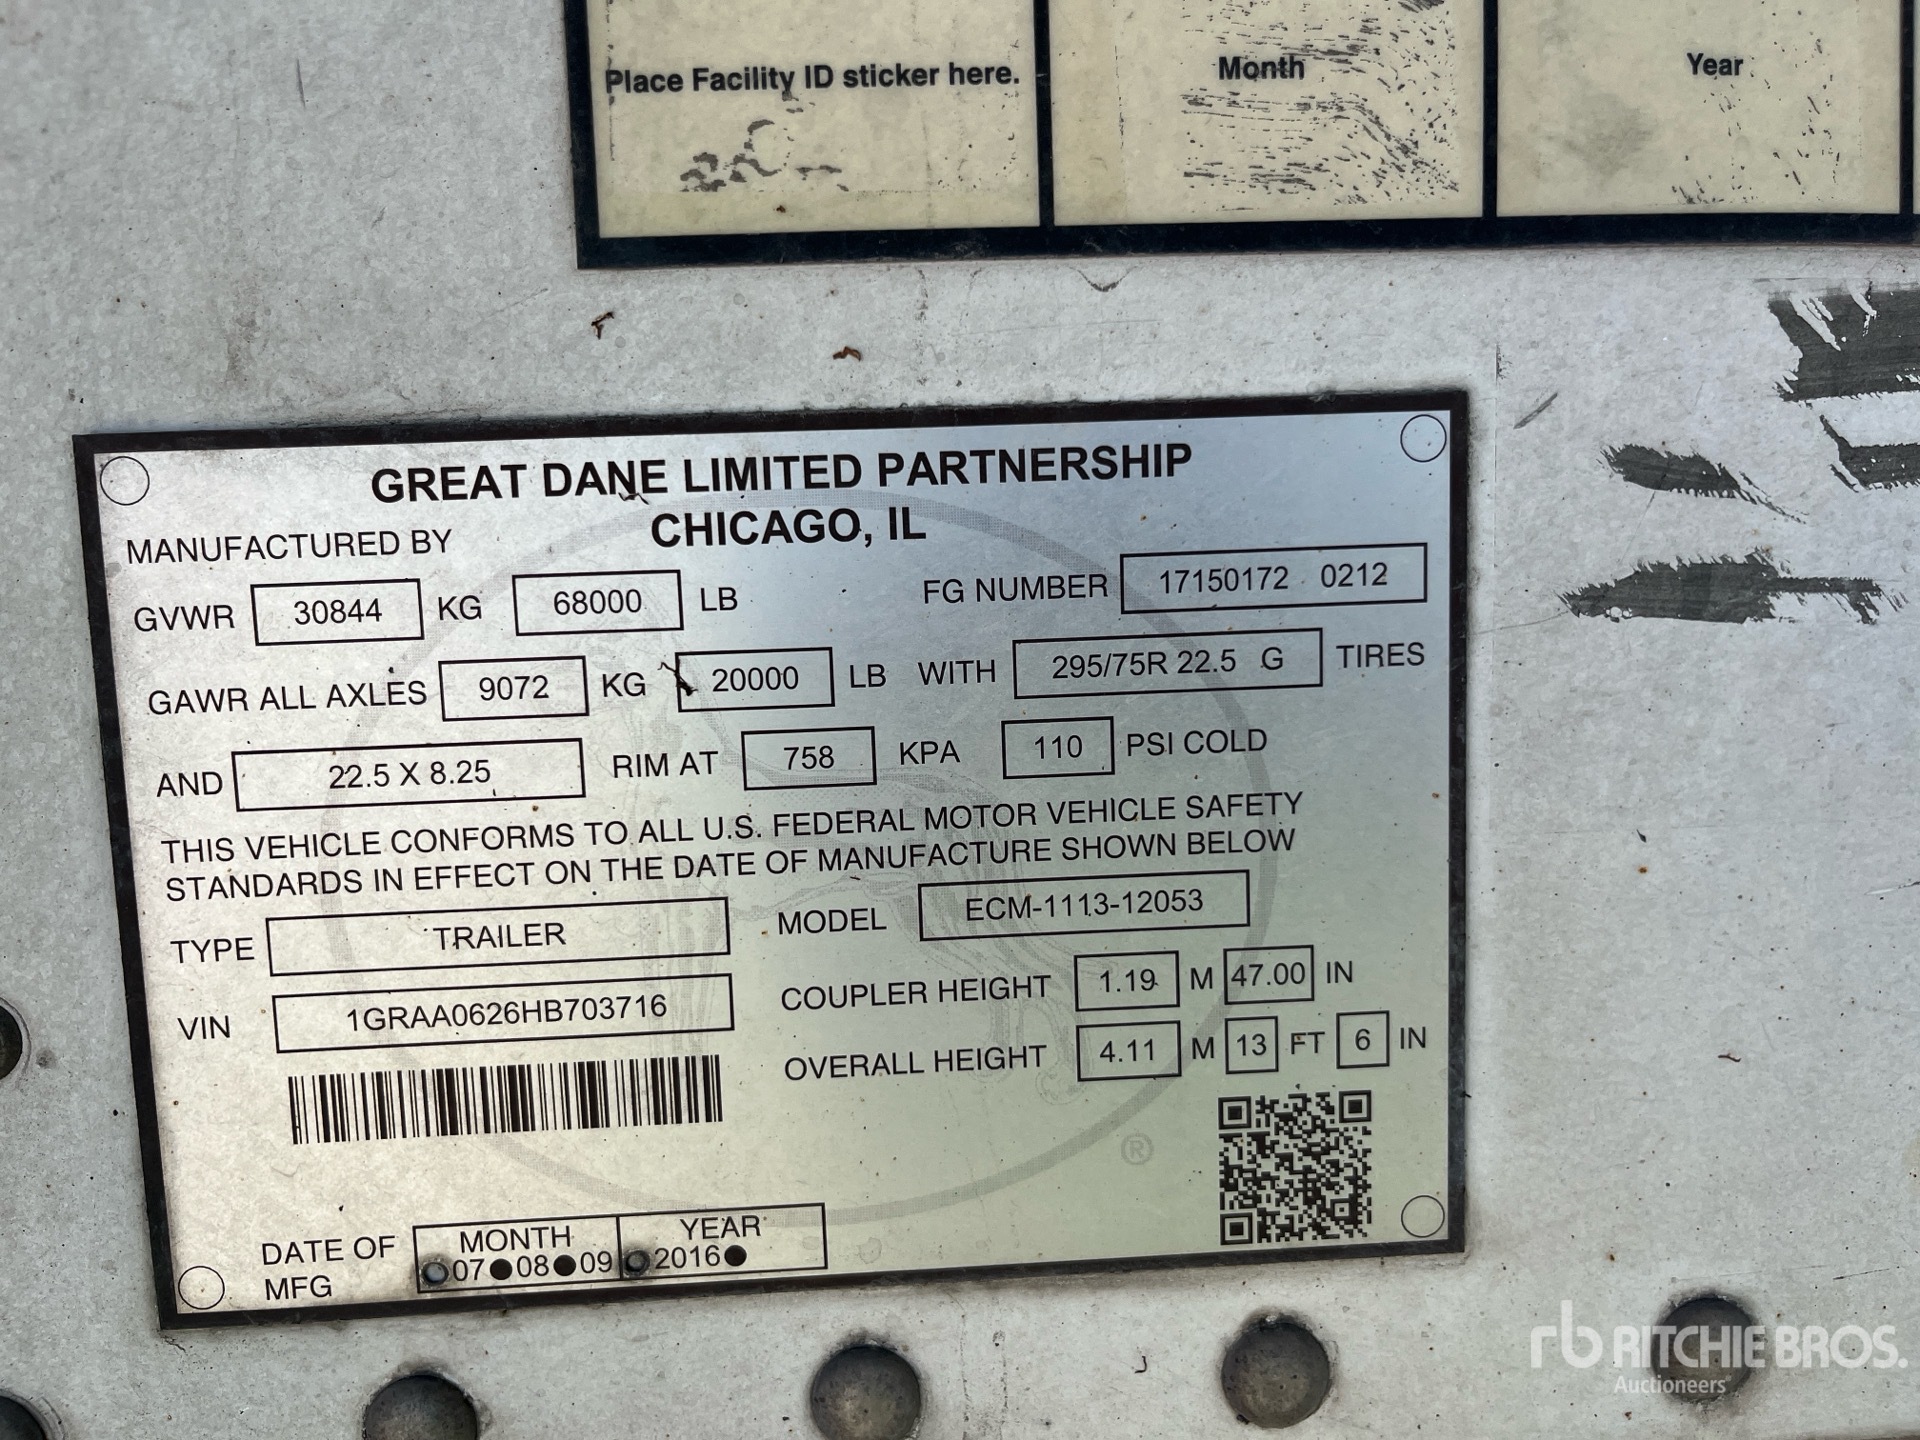 Place Facility ID sticker here.
Month
Year
GREAT DANE LIMITED PARTNERSHIP
MANUFACTURED BY CHICAGO, IL
GVWR 30844 KG 68000 LB FG NUMBER 17150172 0212
GAWR ALL AXLES 9072 KG 20000 LB WITH 295/75R 22.5 G TIRES
AND 22.5 X 8.25 RIM AT 758 KPA 110 PSI COLD
THIS VEHICLE CONFORMS TO ALL U.S. FEDERAL MOTOR VEHICLE SAFETY
STANDARDS IN EFFECT ON THE DATE OF MANUFACTURE SHOWN BELOW
TYPE TRAILER MODEL ECM-1113-12053
VIN 1GRAA0626HB703716 COUPLER HEIGHT 1.19 M 47.00 IN
OVERALL HEIGHT 4.11 M 13 FT 6 IN
®
DATE OF MFG MONTH YEAR
07 08 09 2016
rb RITCHIE BROS.
Auctioneers